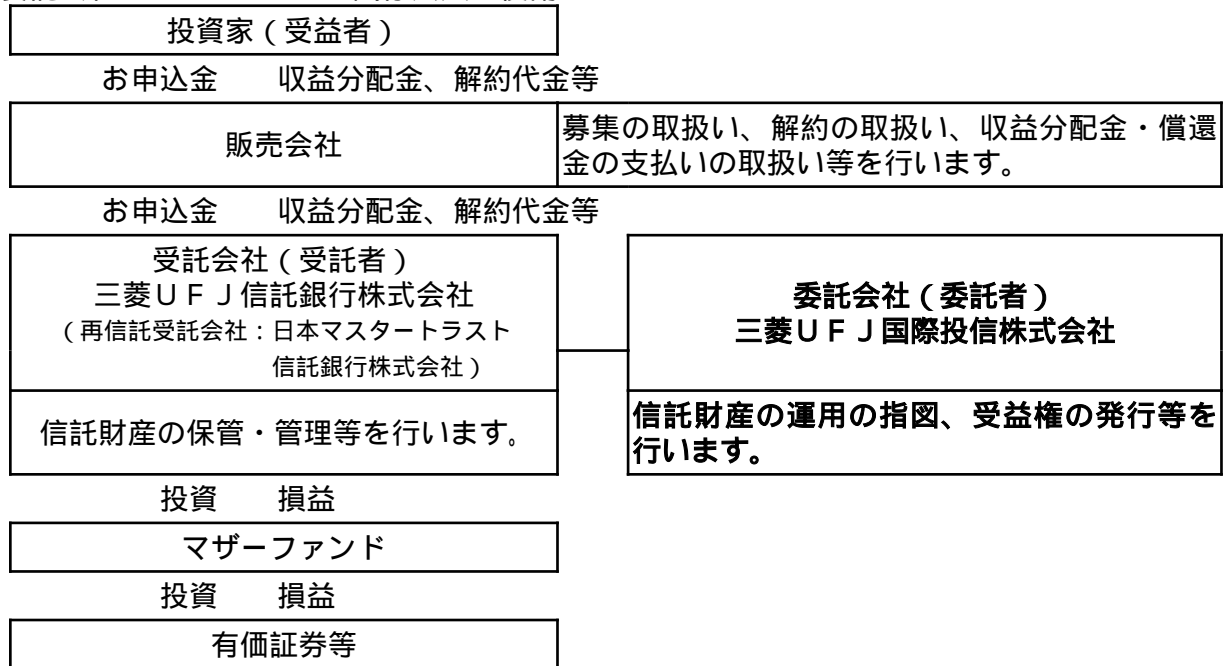 投資家（受益者）
お申込金　　収益分配金、解約代金等
販売会社
募集の取扱い、解約の取扱い、収益分配金・償還
金の支払いの取扱い等を行います。
お申込金　　収益分配金、解約代金等
受託会社（受託者）
三菱ＵＦＪ信託銀行株式会社
（再信託受託会社：日本マスタートラスト
信託銀行株式会社）
委託会社（委託者）
三菱ＵＦＪ国際投信株式会社
信託財産の保管・管理等を行います。
信託財産の運用の指図、受益権の発行等を
行います。
投資　　損益
マザーファンド
投資　　損益
有価証券等